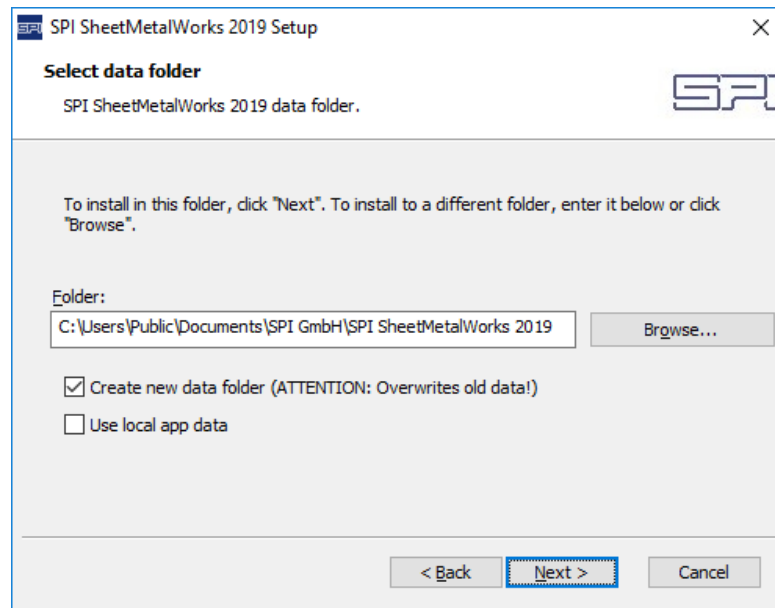 SPI SPI SheetMetalWorks 2019 Setup
Select data folder
SPI SheetMetalWorks 2019 data folder.
SPI
To install in this folder, click "Next". To install to a different folder, enter it below or click
"Browse".
Folder:
C:\Users\Public\Documents\SPI GmbH\SPI SheetMetalWorks 2019
Browse...
Create new data folder (ATTENTION: Overwrites old data!)
Use local app data
< Back
Next >
Cancel